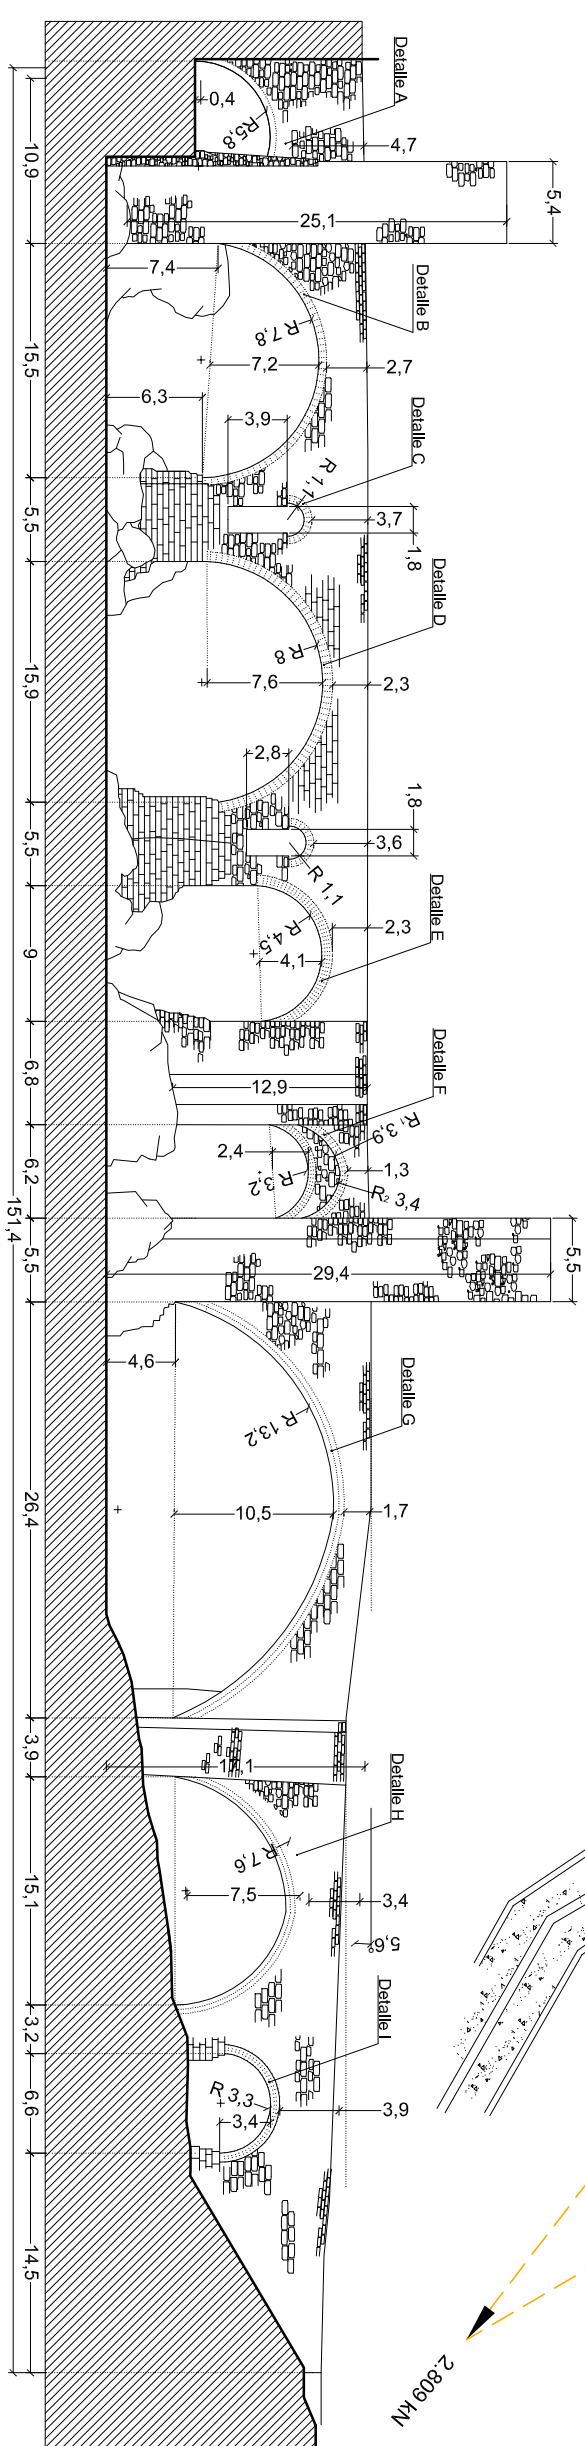 Detalle A
0,4
R5,8
4,7
5,4
25,1
10,9
7,4
Detalle B
R 7,8
7,2
2,7
15,5
6,3
3,9
Detalle C
R 1,1
3,7
1,8
5,5
Detalle D
R 8
7,6
2,3
15,9
2,8
1,8
3,6
R 1,1
5,5
Detalle E
2,3
R 4,5
4,1
9
Detalle F
6,8
12,9
R1 3,9
2,4
R 3,2
1,3
R2 3,4
6,2
151,4
5,5
29,4
5,5
4,6
Detalle G
R 13,2
10,5
1,7
26,4
3,9
17,1
Detalle H
R7,6
7,5
3,4
5,6°
15,1
Detalle I
3,2
R 3,3
3,4
3,9
6,6
14,5
2.809 kN